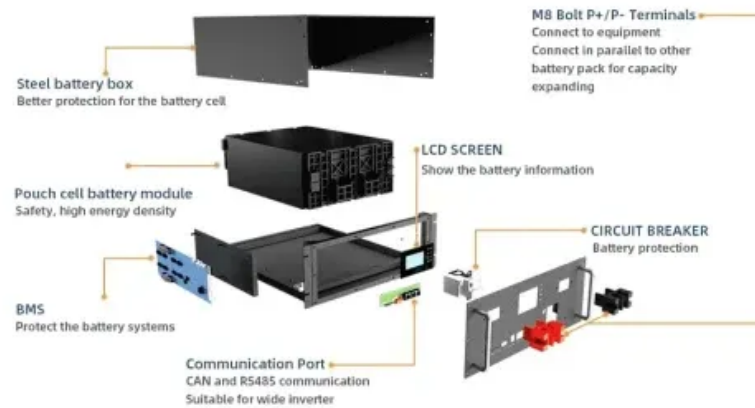 M8 Bolt P+/P- Terminals
Connect to equipment
Connect in parallel to other
battery pack for capacity
expanding
Steel battery box
Better protection for the battery cell
LCD SCREEN
Show the battery information
Pouch cell battery module
Safety, high energy density
CIRCUIT BREAKER
Battery protection
BMS
Protect the battery systems
Communication Port
CAN and RS485 communication
Suitable for wide inverter